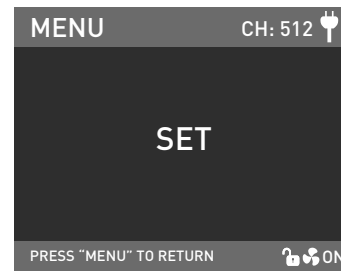 MENU CH: 512
SET
PRESS “MENU” TO RETURN ON